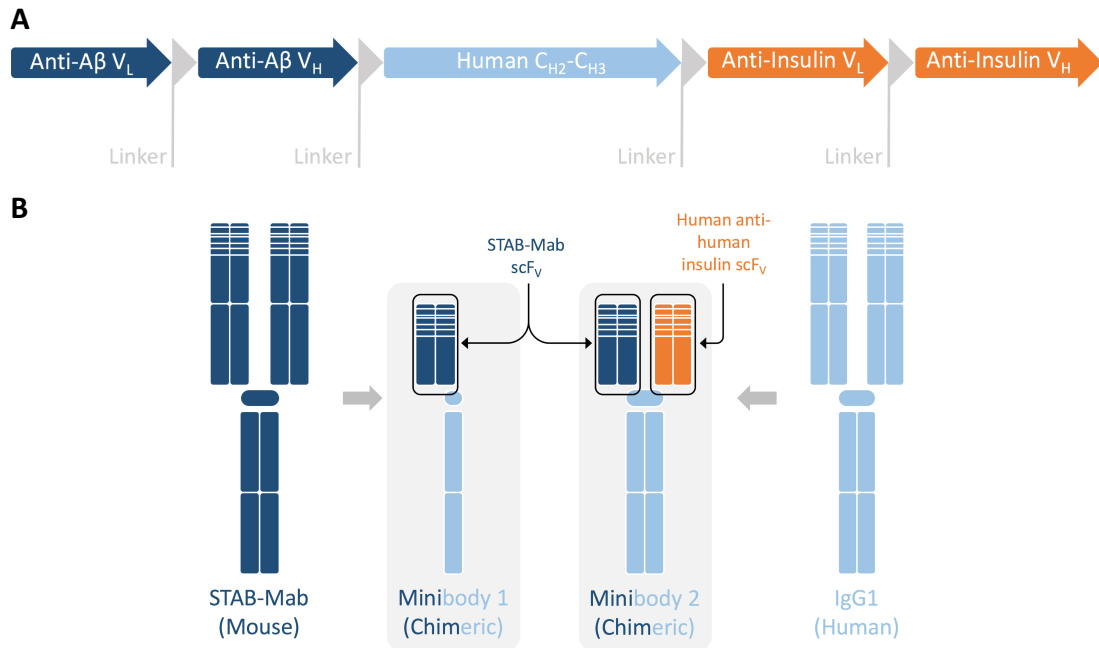 A
Anti-Aβ VL
Anti-Aβ VH
Human CH2-CH3
Anti-Insulin VL
Anti-Insulin VH
Linker
Linker
Linker
Linker
B
STAB-Mab
scFV
Human anti-
human
insulin scFV
STAB-Mab
(Mouse)
Minibody 1
(Chimeric)
Minibody 2
(Chimeric)
IgG1
(Human)